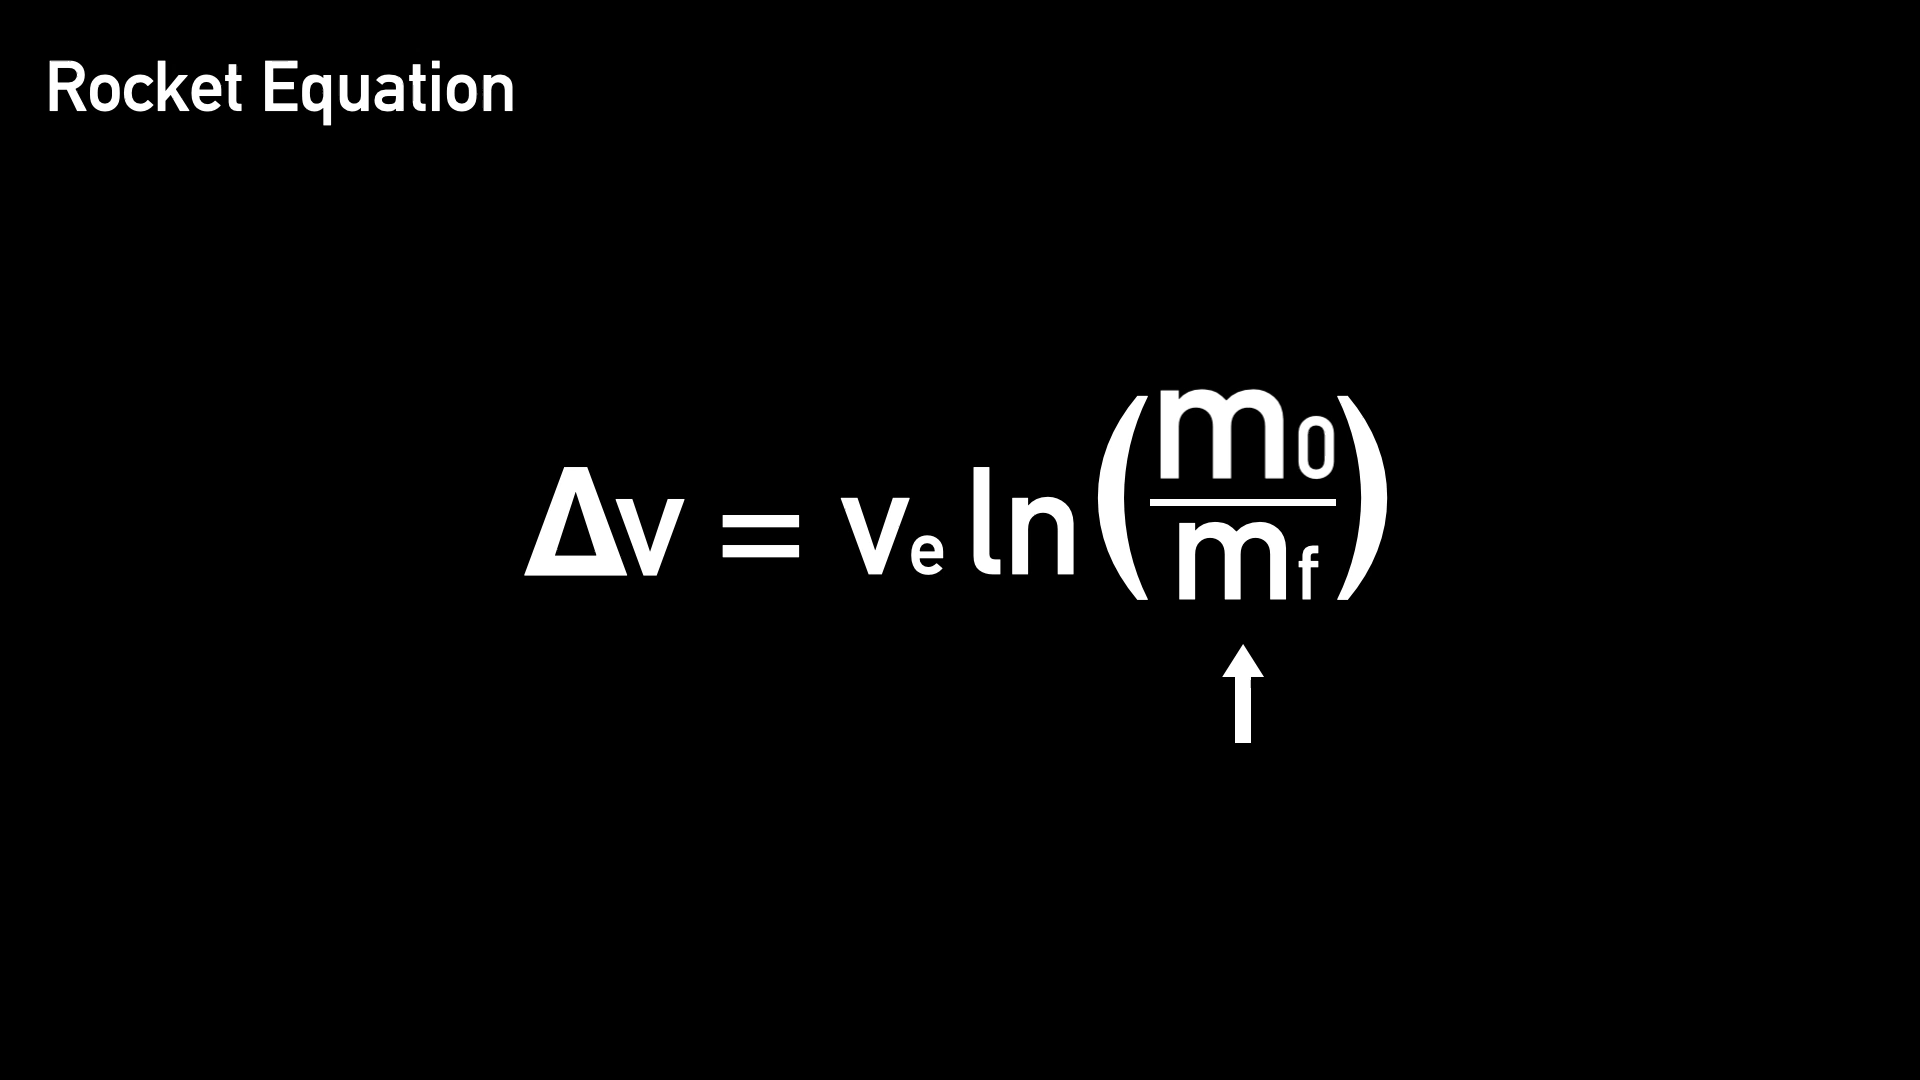 Rocket Equation
Δv = vₑ ln(m₀/m_f)